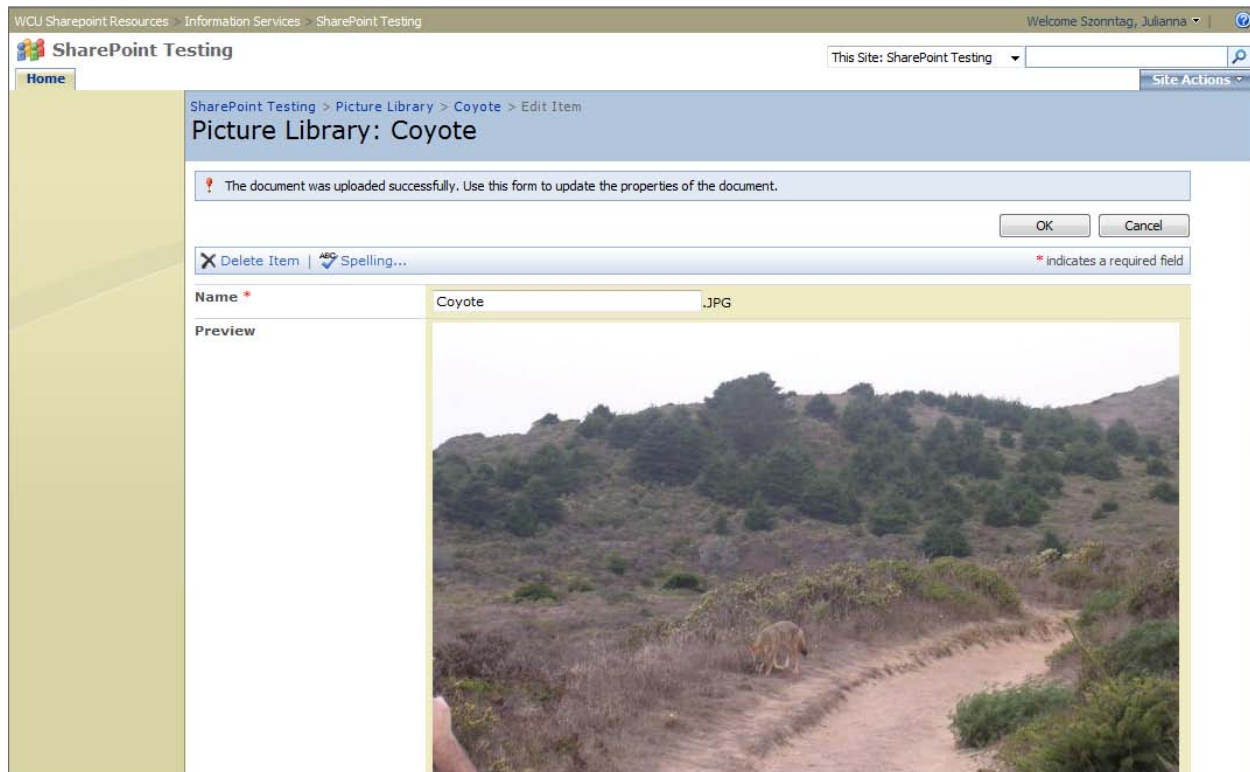 WCU Sharepoint Resources > Information Services > SharePoint Testing
Welcome Szonntag, Julianna
SharePoint Testing
This Site: SharePoint Testing
Home
Site Actions
SharePoint Testing > Picture Library > Coyote > Edit Item
Picture Library: Coyote
The document was uploaded successfully. Use this form to update the properties of the document.
OK Cancel
Delete Item | ABC Spelling...
* indicates a required field
Name *
Coyote .JPG
Preview